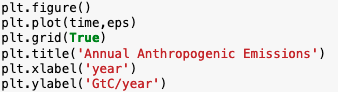 plt.figure()
plt.plot(time,eps)
plt.grid(True)
plt.title('Annual Anthropogenic Emissions')
plt.xlabel('year')
plt.ylabel('GtC/year')